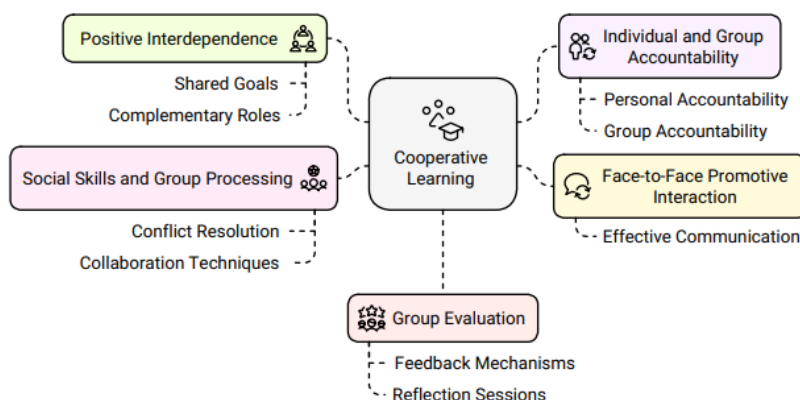 Positive Interdependence
Shared Goals
Complementary Roles
Social Skills and Group Processing
Conflict Resolution
Collaboration Techniques
Cooperative
Learning
Individual and Group
Accountability
Personal Accountability
Group Accountability
Face-to-Face Promotive
Interaction
Effective Communication
Group Evaluation
Feedback Mechanisms
Reflection Sessions